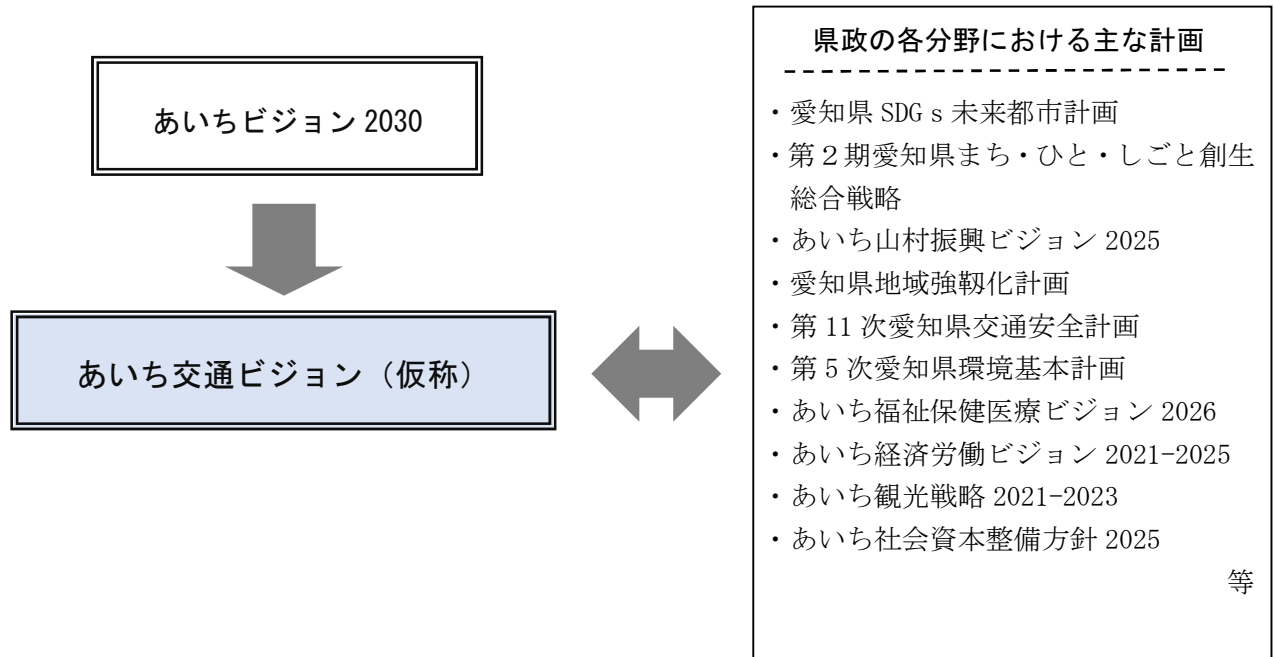 あいちビジョン 2030
あいち交通ビジョン（仮称）
県政の各分野における主な計画
・愛知県 SDGｓ未来都市計画
・第２期愛知県まち・ひと・しごと創生
総合戦略
・あいち山村振興ビジョン 2025
・愛知県地域強靱化計画
・第 11 次愛知県交通安全計画
・第 5 次愛知県環境基本計画
・あいち福祉保健医療ビジョン 2026
・あいち経済労働ビジョン 2021-2025
・あいち観光戦略 2021-2023
・あいち社会資本整備方針 2025
等